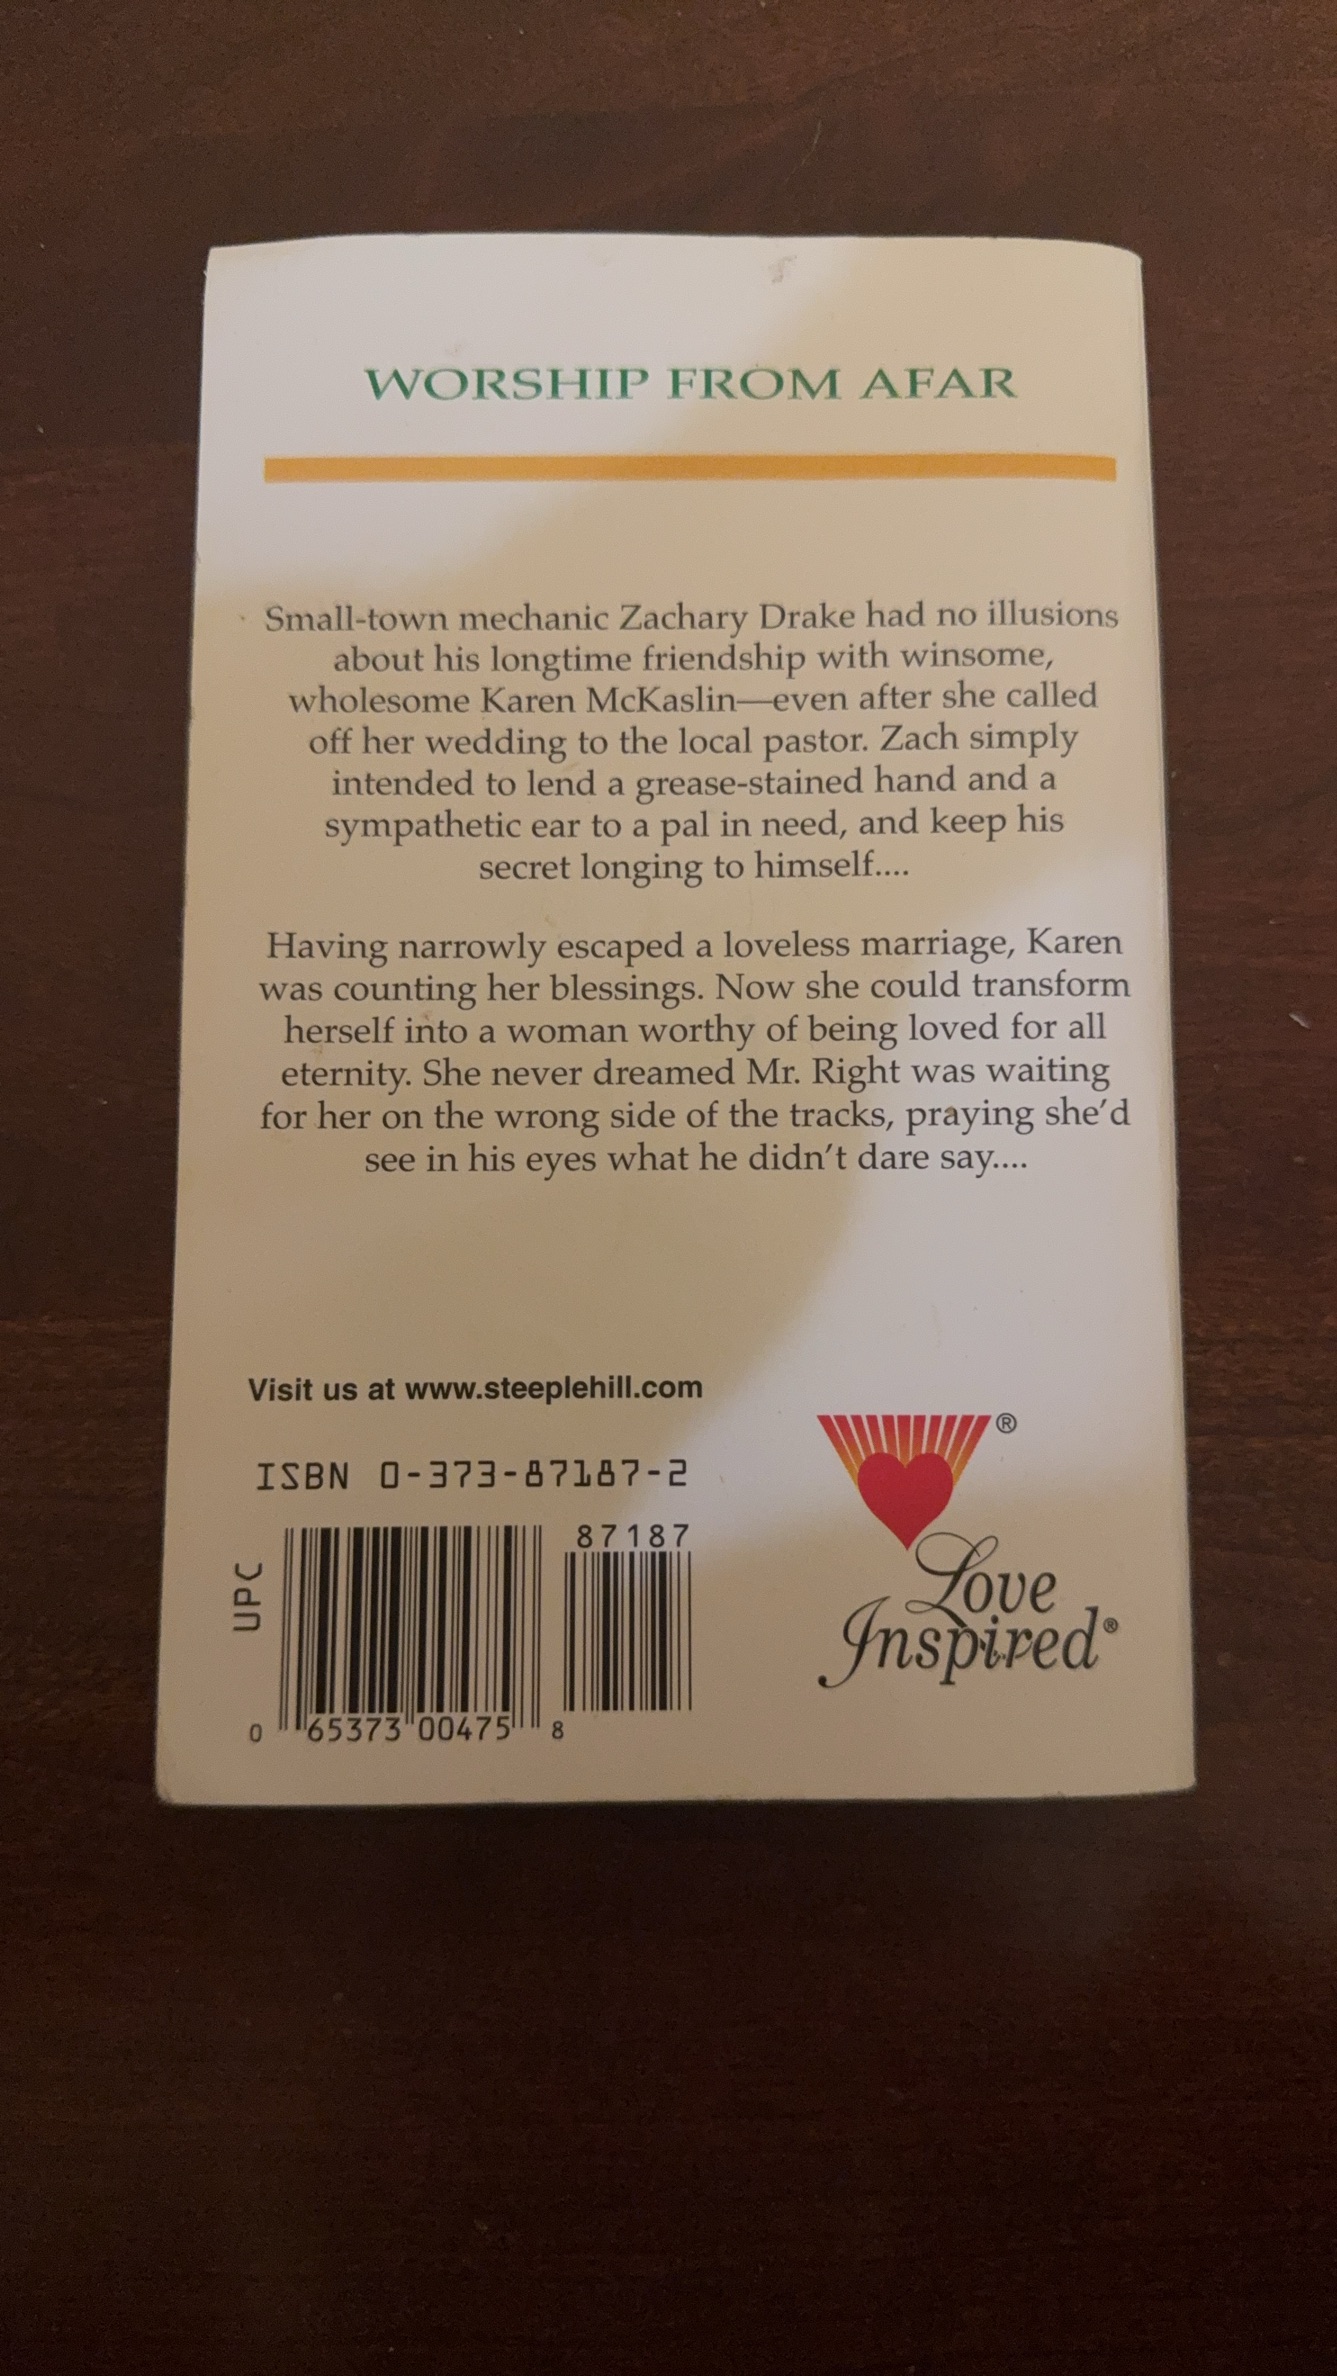 WORSHIP FROM AFAR
Small-town mechanic Zachary Drake had no illusions
about his longtime friendship with winsome,
wholesome Karen McKaslin—even after she called
off her wedding to the local pastor. Zach simply
intended to lend a grease-stained hand and a
sympathetic ear to a pal in need, and keep his
secret longing to himself....
Having narrowly escaped a loveless marriage, Karen
was counting her blessings. Now she could transform
herself into a woman worthy of being loved for all
eternity. She never dreamed Mr. Right was waiting
for her on the wrong side of the tracks, praying she'd
see in his eyes what he didn't dare say....
Visit us at www.steeplehill.com
ISBN 0-373-87187-2
87187
UPC
0 65373 00475 8
®
Love
Inspired®